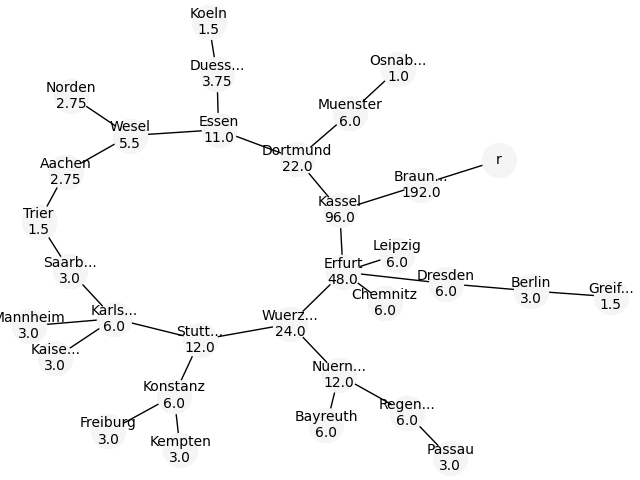 Koeln
1.5
Duess...
3.75
Osnab...
1.0
Norden
2.75
Muenster
6.0
Essen
11.0
Wesel
5.5
Dortmund
22.0
r
Aachen
2.75
Braun...
192.0
Kassel
96.0
Trier
1.5
Leipzig
6.0
Saarb...
3.0
Erfurt
48.0
Dresden
6.0
Berlin
3.0
Greif...
1.5
Chemnitz
6.0
Karls...
6.0
Mannheim
3.0
Wuerz...
24.0
Stutt...
12.0
Kaise...
3.0
Nuern...
12.0
Konstanz
6.0
Regen...
6.0
Bayreuth
6.0
Freiburg
3.0
Kempten
3.0
Passau
3.0